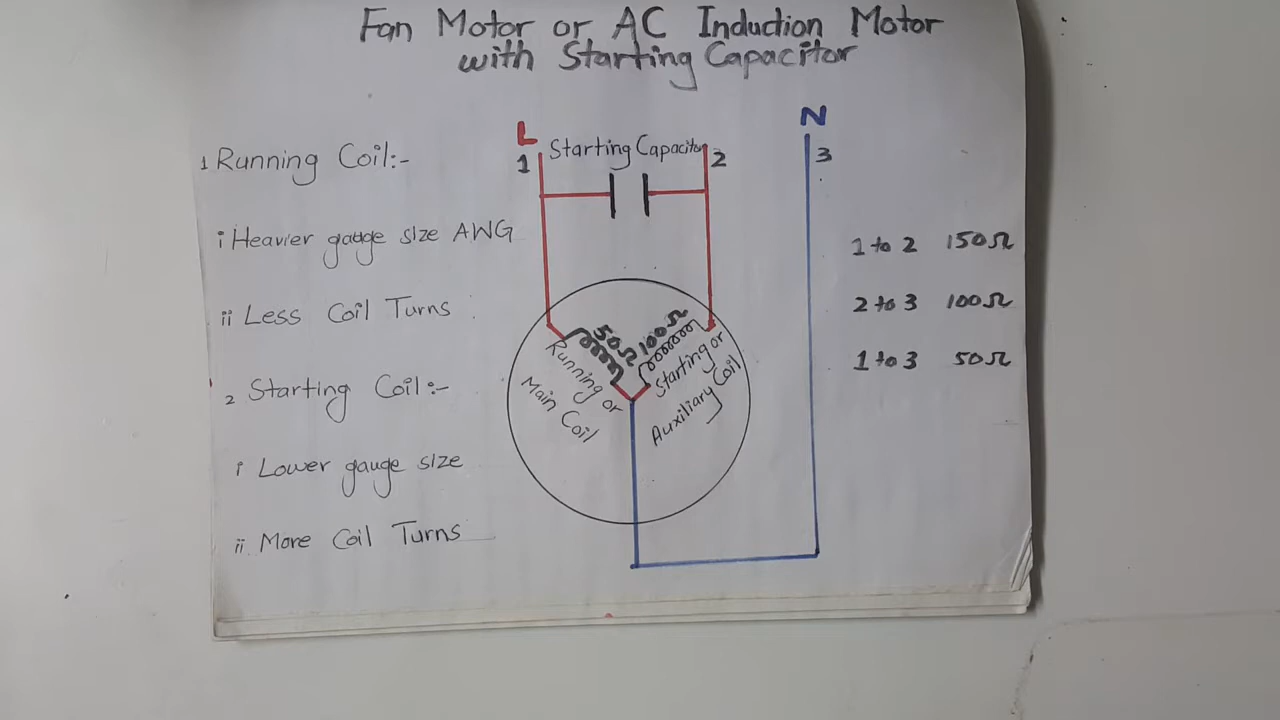 Fan Motor or AC Induction Motor
with Starting Capacitor
L
N
1 Starting Capacitor 2
3
1 Running Coil:-
i Heavier gauge size AWG
ii Less Coil Turns
2 Starting Coil:-
i Lower gauge size
ii More Coil Turns
50Ω
100Ω
Running or
Main Coil
Starting or
Auxiliary Coil
1 to 2 150Ω
2 to 3 100Ω
1 to 3 50Ω